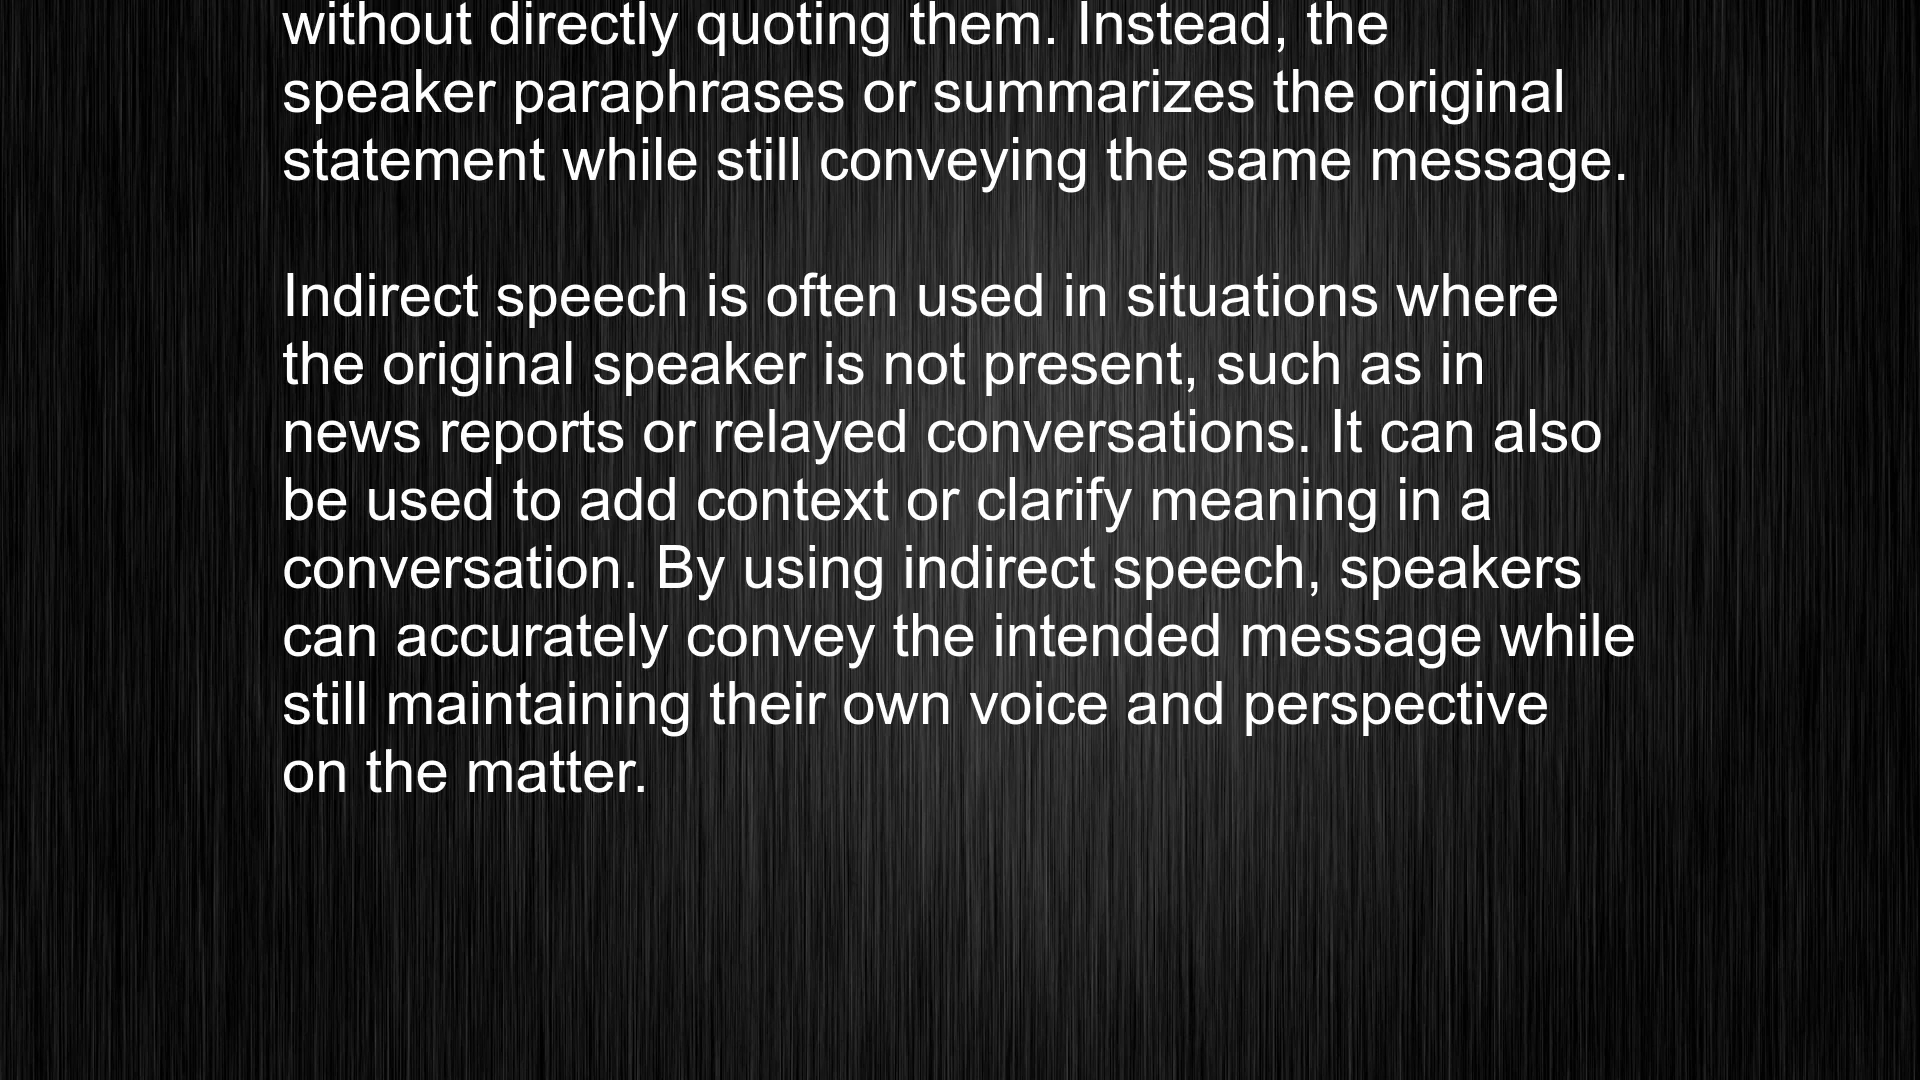 without directly quoting them. Instead, the
speaker paraphrases or summarizes the original
statement while still conveying the same message.
Indirect speech is often used in situations where
the original speaker is not present, such as in
news reports or relayed conversations. It can also
be used to add context or clarify meaning in a
conversation. By using indirect speech, speakers
can accurately convey the intended message while
still maintaining their own voice and perspective
on the matter.